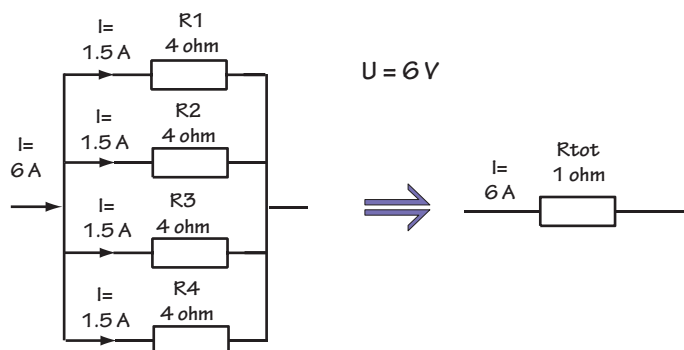 I=
1.5 A
R1
4 ohm
U = 6 V
I=
1.5 A
R2
4 ohm
I=
6 A
I=
1.5 A
R3
4 ohm
I=
1.5 A
R4
4 ohm
I=
6 A
Rtot
1 ohm